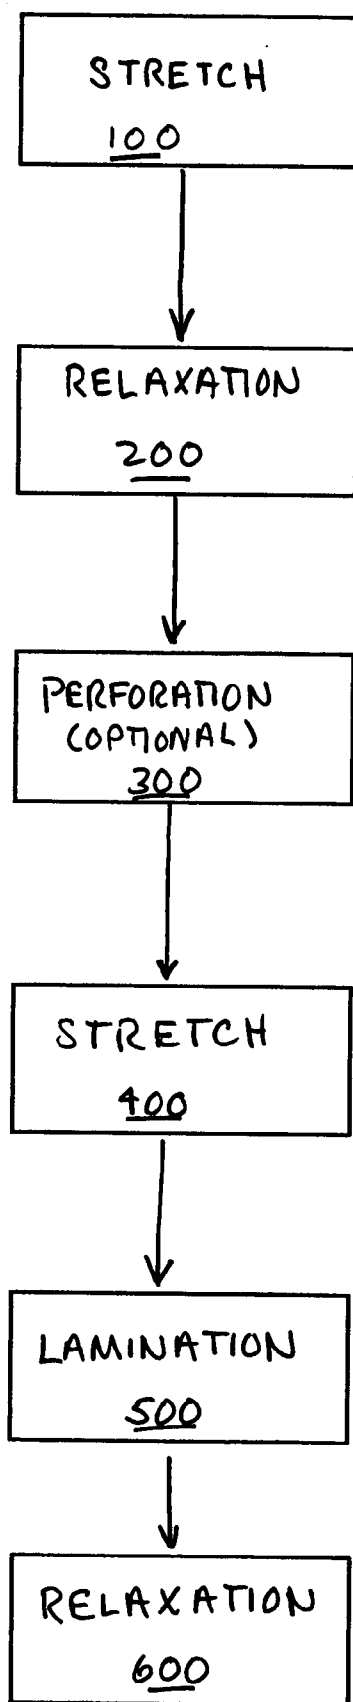 STRETCH
100
RELAXATION
200
PERFORATION
(OPTIONAL)
300
STRETCH
400
LAMINATION
500
RELAXATION
600